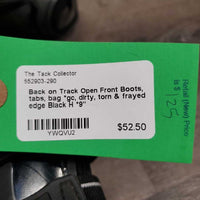 The Tack Collector
552903-290
Back on Track Open Front Boots,
tabs, bag *gc, dirty, torn & frayed
edge Black H *9"
YWQVU2
$52.50
Retail (New) Price
is $125